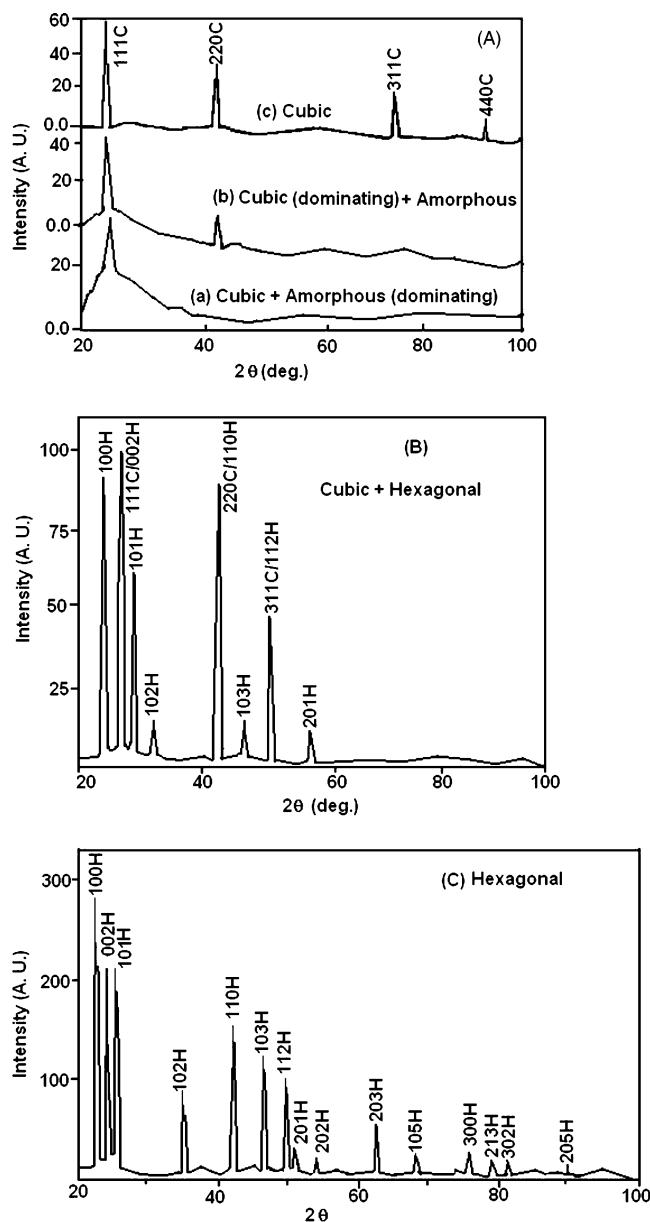 (A)
Intensity (A. U.)
60
40
20
0.0
40
20
0.0
20
0.0
111C
220C
311C
440C
(c) Cubic
(b) Cubic (dominating) + Amorphous
(a) Cubic + Amorphous (dominating)
20 40 60 80 100
2 θ (deg.)
(B)
Cubic + Hexagonal
Intensity (A. U.)
100
75
50
25
100H
111C/002H
101H
102H
220C/110H
103H
311C/112H
201H
20 40 60 80 100
2θ (deg.)
(C) Hexagonal
Intensity (A. U.)
300
200
100
100H
002H
101H
102H
110H
103H
112H
201H
202H
203H
105H
300H
213H
302H
205H
20 40 60 80 100
2 θ